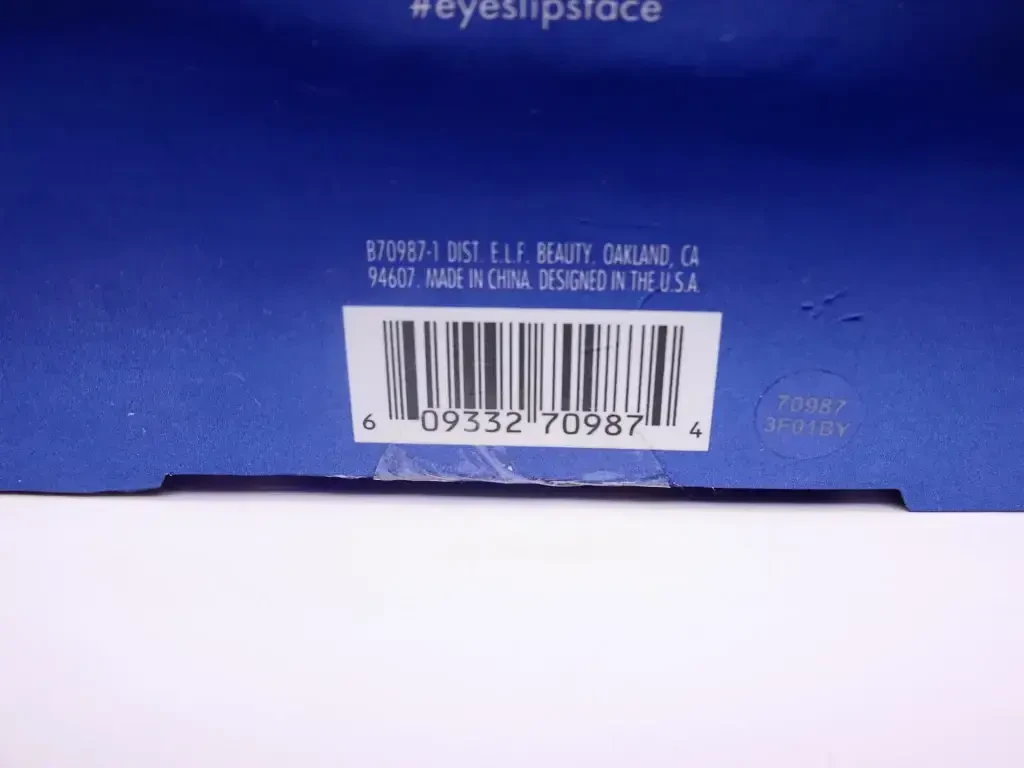 #eyeslipsface
B70987-1 DIST. E.L.F. BEAUTY. OAKLAND, CA
94607. MADE IN CHINA. DESIGNED IN THE U.S.A.
6 09332 70987 4
70987
3F01BY